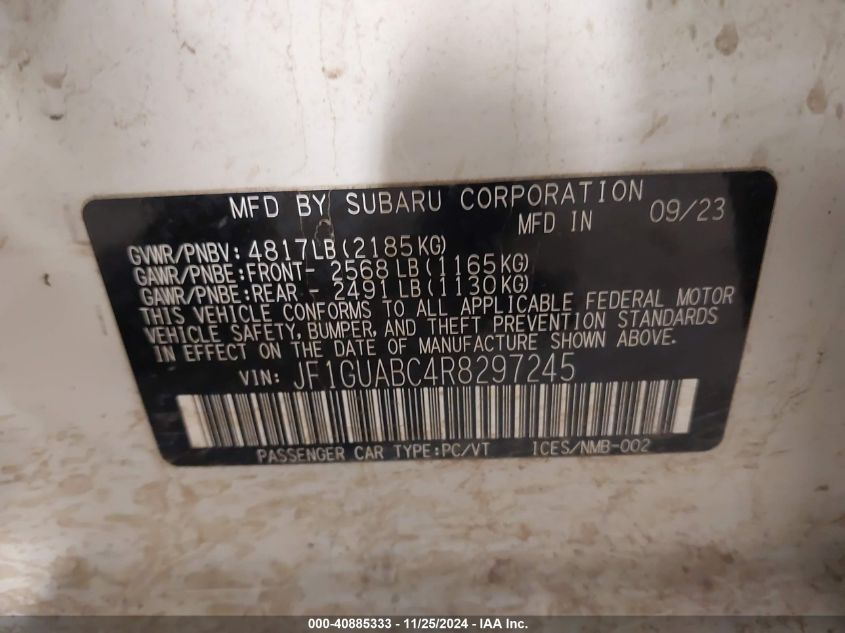 MFD BY SUBARU CORPORATION
MFD IN 09/23
GVWR/PNBV: 4817LB(2185KG)
GAWR/PNBE:FRONT- 2568 LB(1165KG)
GAWR/PNBE:REAR - 2491 LB(1130KG)
THIS VEHICLE CONFORMS TO ALL APPLICABLE FEDERAL MOTOR
VEHICLE SAFETY, BUMPER, AND THEFT PREVENTION STANDARDS
IN EFFECT ON THE DATE OF MANUFACTURE SHOWN ABOVE.
VIN: JF1GUABC4R8297245
PASSENGER CAR TYPE:PC/VT ICES/NMB-002
000-40885333 - 11/25/2024 - IAA Inc.